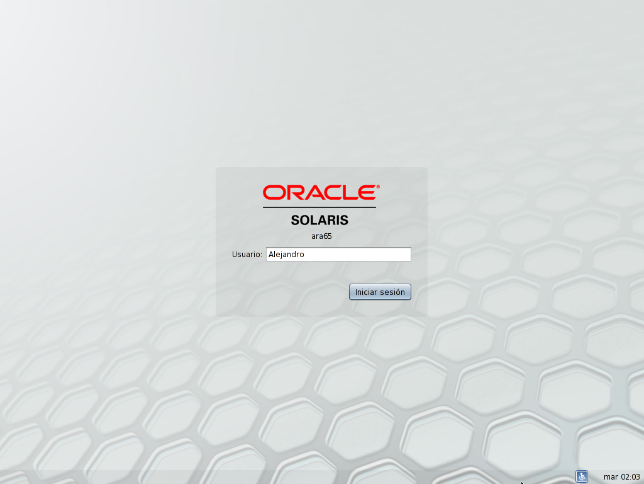 ORACLE®
SOLARIS
ara65
Usuario: Alejandro
Iniciar sesión
mar 02:03